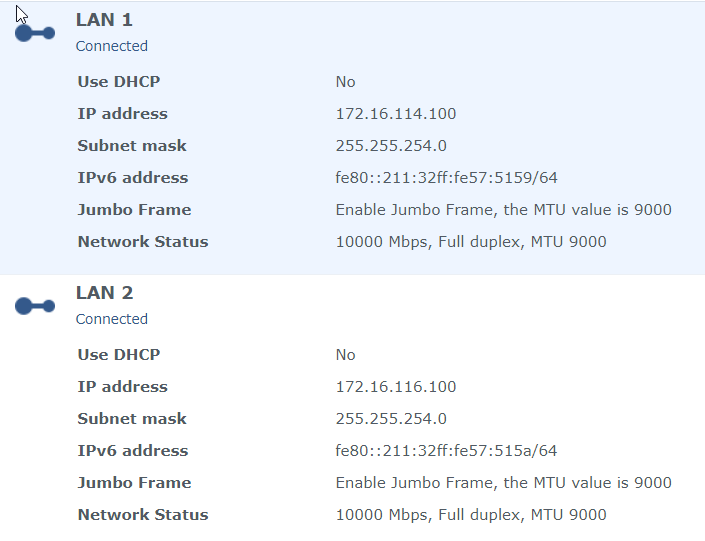 LAN 1
Connected
Use DHCP No
IP address 172.16.114.100
Subnet mask 255.255.254.0
IPv6 address fe80::211:32ff:fe57:5159/64
Jumbo Frame Enable Jumbo Frame, the MTU value is 9000
Network Status 10000 Mbps, Full duplex, MTU 9000
LAN 2
Connected
Use DHCP No
IP address 172.16.116.100
Subnet mask 255.255.254.0
IPv6 address fe80::211:32ff:fe57:515a/64
Jumbo Frame Enable Jumbo Frame, the MTU value is 9000
Network Status 10000 Mbps, Full duplex, MTU 9000